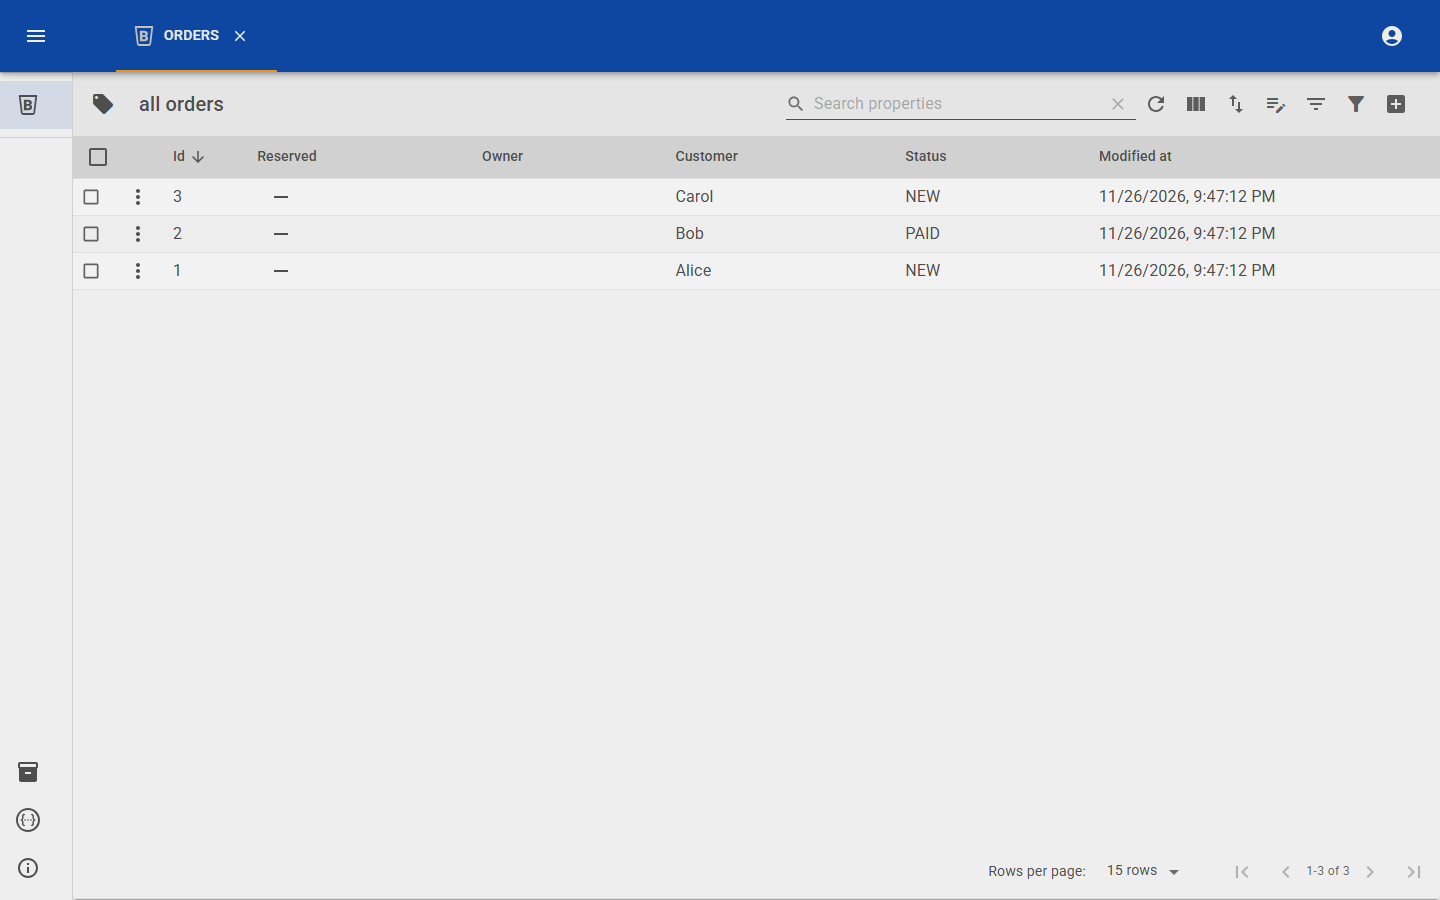 B ORDERS
B
all orders
Search properties
Id Reserved Owner Customer Status Modified at
3 Carol NEW 11/26/2026, 9:47:12 PM
2 Bob PAID 11/26/2026, 9:47:12 PM
1 Alice NEW 11/26/2026, 9:47:12 PM
Rows per page: 15 rows 1-3 of 3